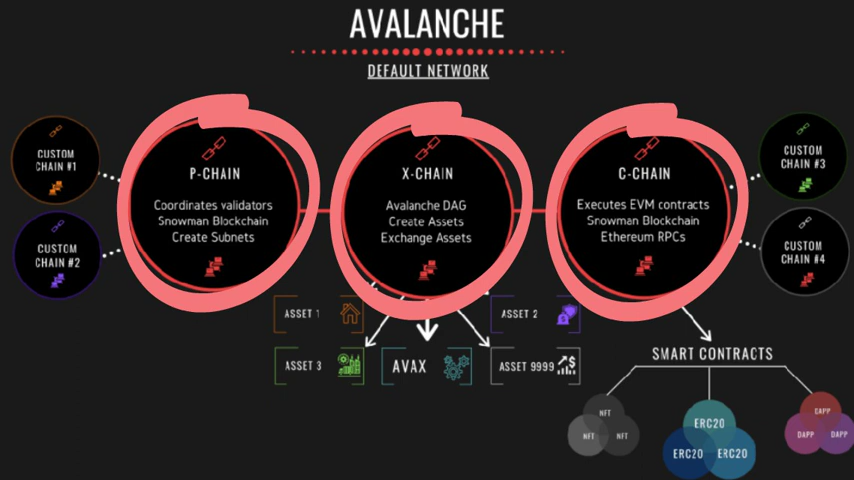 AVALANCHE
DEFAULT NETWORK
CUSTOM
CHAIN #1
CUSTOM
CHAIN #2
P-CHAIN
Coordinates validators
Snowman Blockchain
Create Subnets
X-CHAIN
Avalanche DAG
Create Assets
Exchange Assets
C-CHAIN
Executes EVM contracts
Snowman Blockchain
Ethereum RPCs
CUSTOM
CHAIN #3
CUSTOM
CHAIN #4
ASSET 1
ASSET 2
ASSET 3
AVAX
ASSET 9999
SMART CONTRACTS
NFT
NFT
NFT
ERC20
ERC20
ERC20
DAPP
DAPP
DAPP